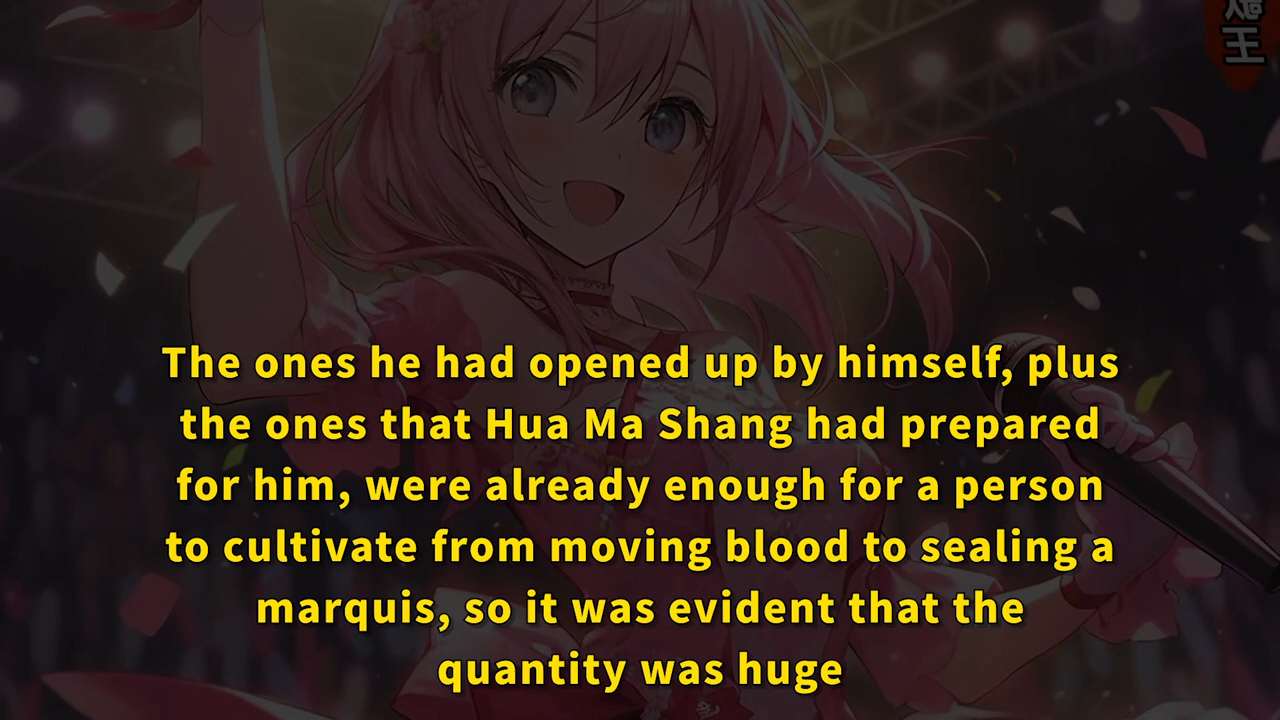 王
The ones he had opened up by himself, plus
the ones that Hua Ma Shang had prepared
for him, were already enough for a person
to cultivate from moving blood to sealing a
marquis, so it was evident that the
quantity was huge